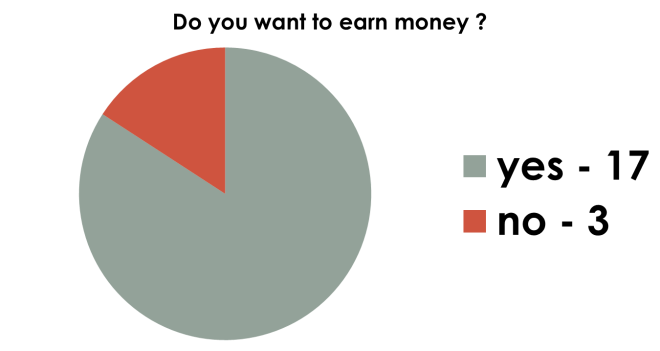 Do you want to earn money ?
yes - 17
no - 3